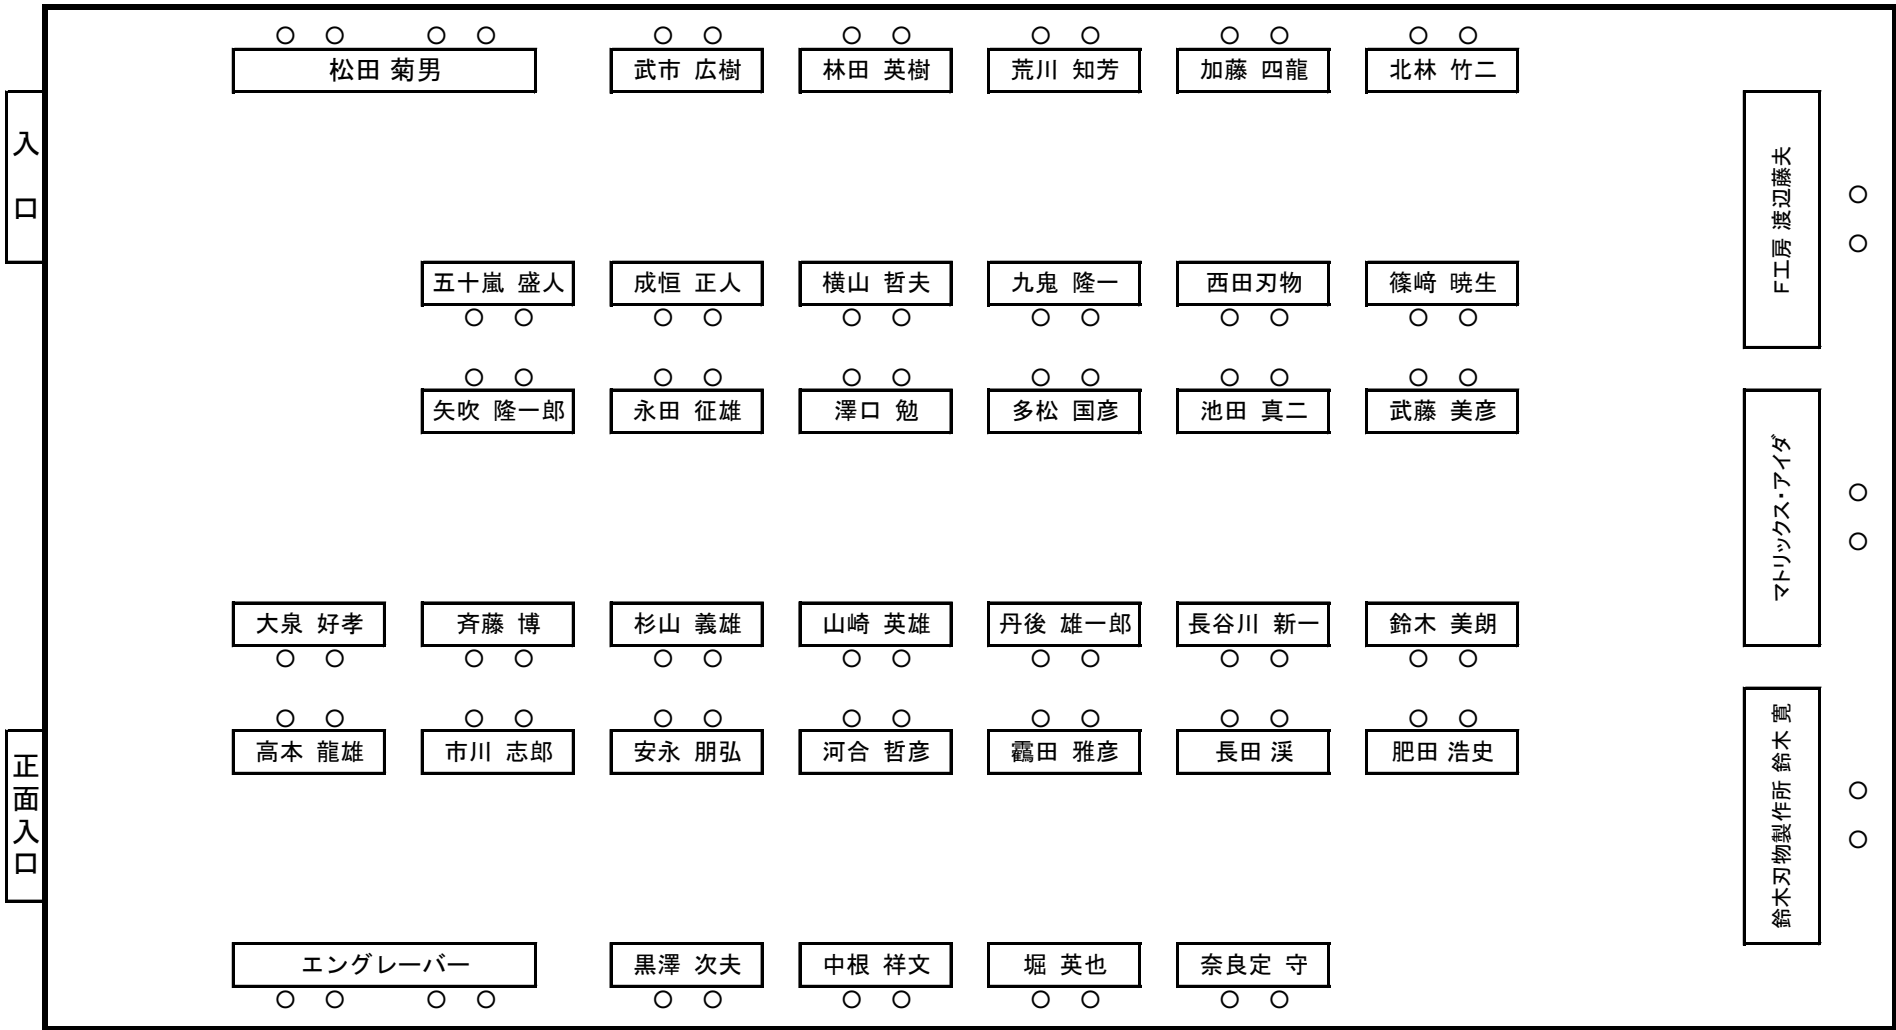 松田 菊男
武市 広樹
林田 英樹
荒川 知芳
加藤 四龍
北林 竹二
入口
F工房 渡辺藤夫
五十嵐 盛人
成恒 正人
横山 哲夫
九鬼 隆一
西田刃物
篠﨑 暁生
矢吹 隆一郎
永田 征雄
澤口 勉
多松 国彦
池田 真二
武藤 美彦
マトリックス・アイダ
大泉 好孝
斉藤 博
杉山 義雄
山崎 英雄
丹後 雄一郎
長谷川 新一
鈴木 美朗
正面入口
高本 龍雄
市川 志郎
安永 朋弘
河合 哲彦
靍田 雅彦
長田 渓
肥田 浩史
鈴木刃物製作所 鈴木 寛
エングレーバー
黒澤 次夫
中根 祥文
堀 英也
奈良定 守